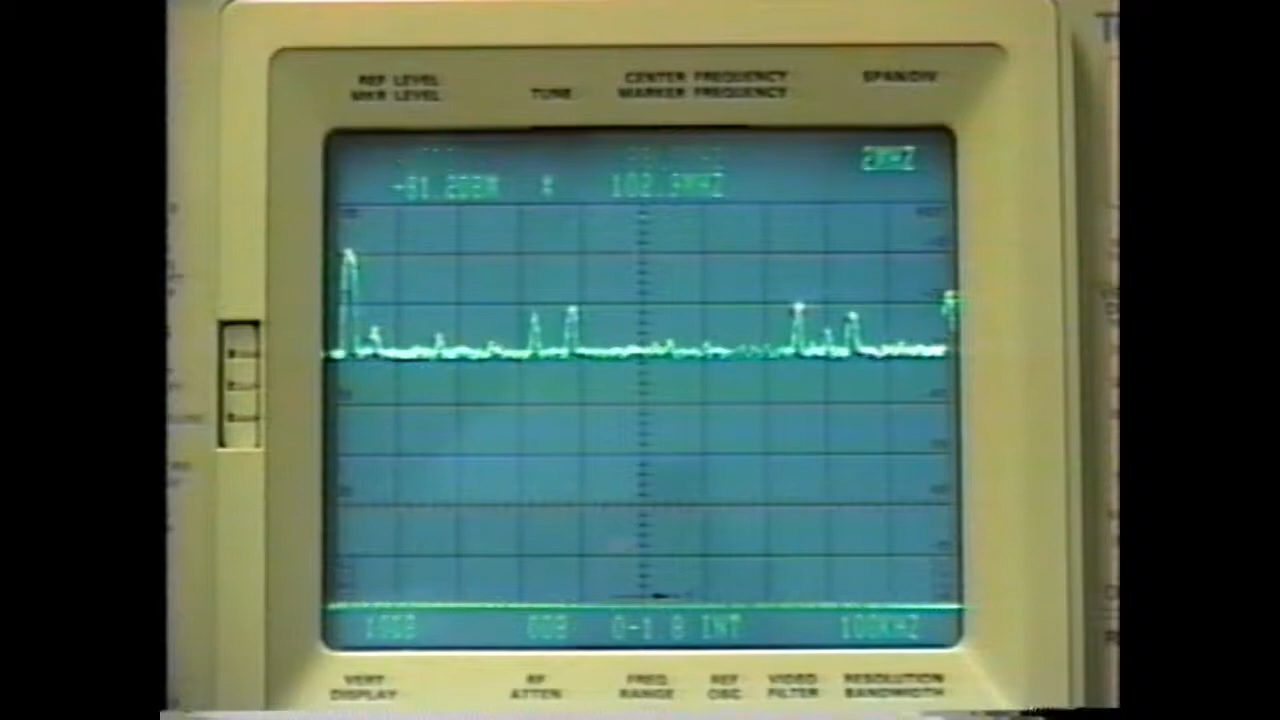 REF LEVEL
MKR LEVEL
TUNE
CENTER FREQUENCY
MARKER FREQUENCY
SPAN/DIV
2MHZ
102.9MHZ
10DB
0DB
0-1.8 INT
100KHZ
VERT
DISPLAY
RF
ATTEN
FREQ
RANGE
REF
OSC
VIDEO
FILTER
RESOLUTION
BANDWIDTH